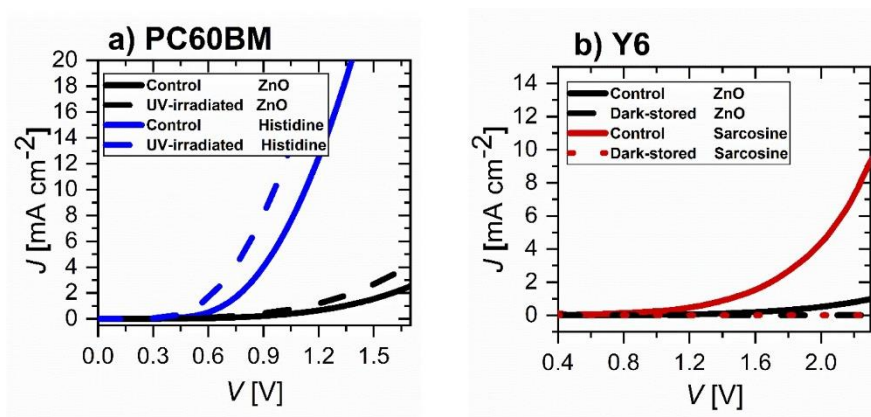 a) PC60BM
20
18
16
14
12
10
8
6
4
2
0
J [mA cm⁻²]
Control ZnO
UV-irradiated ZnO
Control Histidine
UV-irradiated Histidine
0.0 0.3 0.6 0.9 1.2 1.5
V [V]
b) Y6
14
12
10
8
6
4
2
0
J [mA cm⁻²]
Control ZnO
Dark-stored ZnO
Control Sarcosine
Dark-stored Sarcosine
0.4 0.8 1.2 1.6 2.0
V [V]